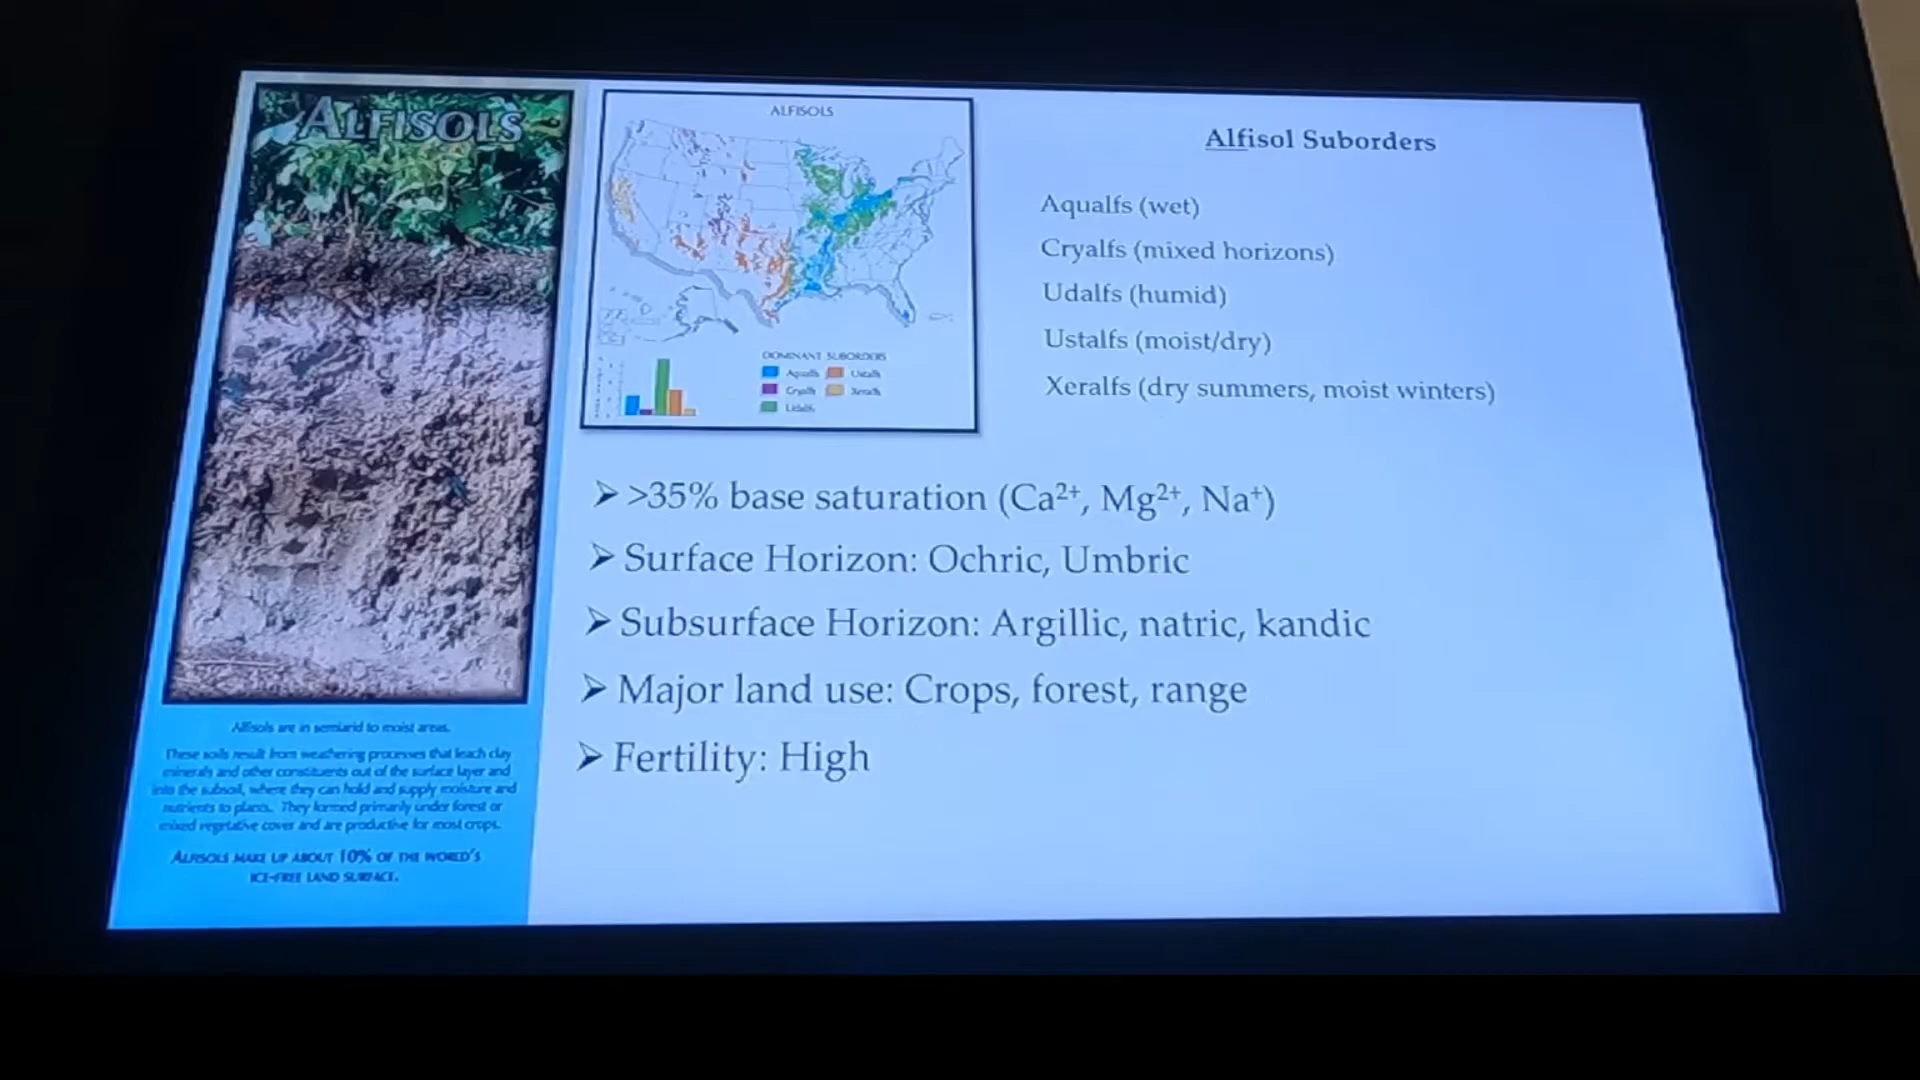 ALFISOLS
Alfisols are in semiarid to moist areas.
These soils result from weathering processes that leach clay
minerals and other constituents out of the surface layer and
into the subsoil, where they can hold and supply moisture and
nutrients to plants. They formed primarily under forest or
mixed vegetative cover and are productive for most crops.
ALFISOLS MAKE UP ABOUT 10% OF THE WORLD'S
ICE-FREE LAND SURFACE.
ALFISOLS
DOMINANT SUBORDERS
Aqualfs Ustalfs
Cryalfs Xeralfs
Udalfs
Alfisol Suborders
Aqualfs (wet)
Cryalfs (mixed horizons)
Udalfs (humid)
Ustalfs (moist/dry)
Xeralfs (dry summers, moist winters)
➢ >35% base saturation (Ca²⁺, Mg²⁺, Na⁺)
➢ Surface Horizon: Ochric, Umbric
➢ Subsurface Horizon: Argillic, natric, kandic
➢ Major land use: Crops, forest, range
➢ Fertility: High